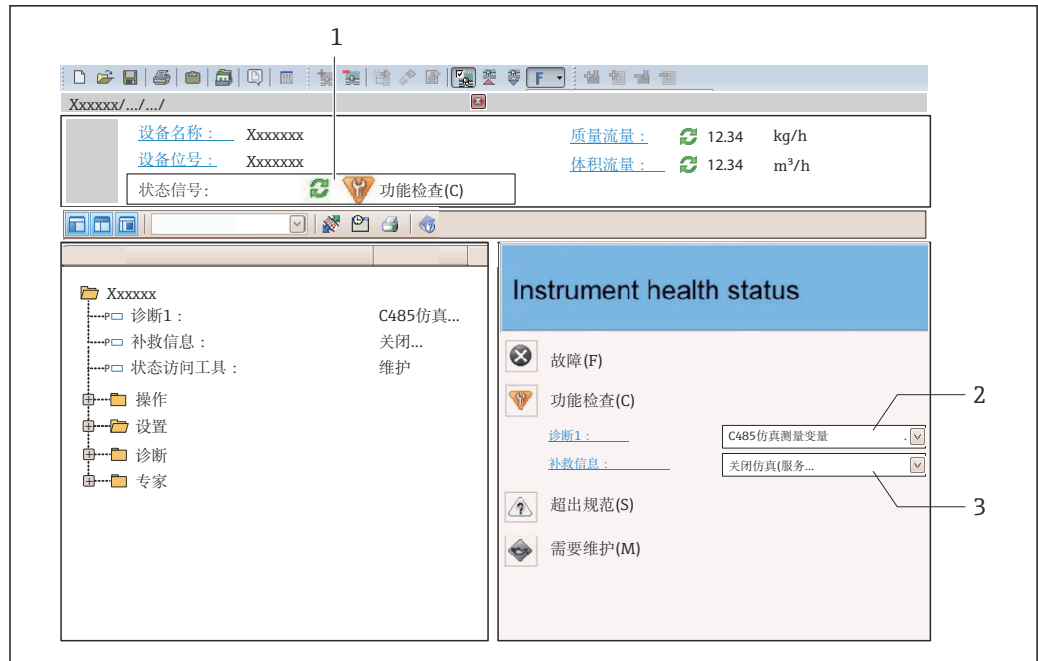 1
F
Xxxxxx/.../.../
设备名称： Xxxxxxx 质量流量： 12.34 kg/h
设备位号： Xxxxxxx 体积流量： 12.34 m³/h
状态信号: 功能检查(C)
Xxxxxx
诊断1： C485仿真...
补救信息： 关闭...
状态访问工具： 维护
操作
设置
诊断
专家
Instrument health status
故障(F)
功能检查(C)
诊断1： C485仿真测量变量 . 2
补救信息： 关闭仿真(服务...
超出规范(S) 3
需要维护(M)